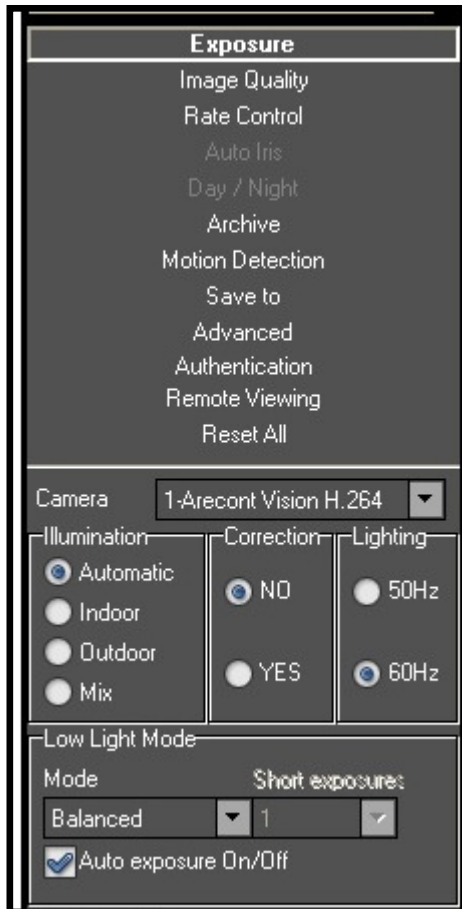 Exposure
Image Quality
Rate Control
Auto Iris
Day / Night
Archive
Motion Detection
Save to
Advanced
Authentication
Remote Viewing
Reset All
Camera 1-Arecont Vision H.264
Illumination Correction Lighting
Automatic NO 50Hz
Indoor
Outdoor YES 60Hz
Mix
Low Light Mode
Mode Short exposures
Balanced 1
Auto exposure On/Off